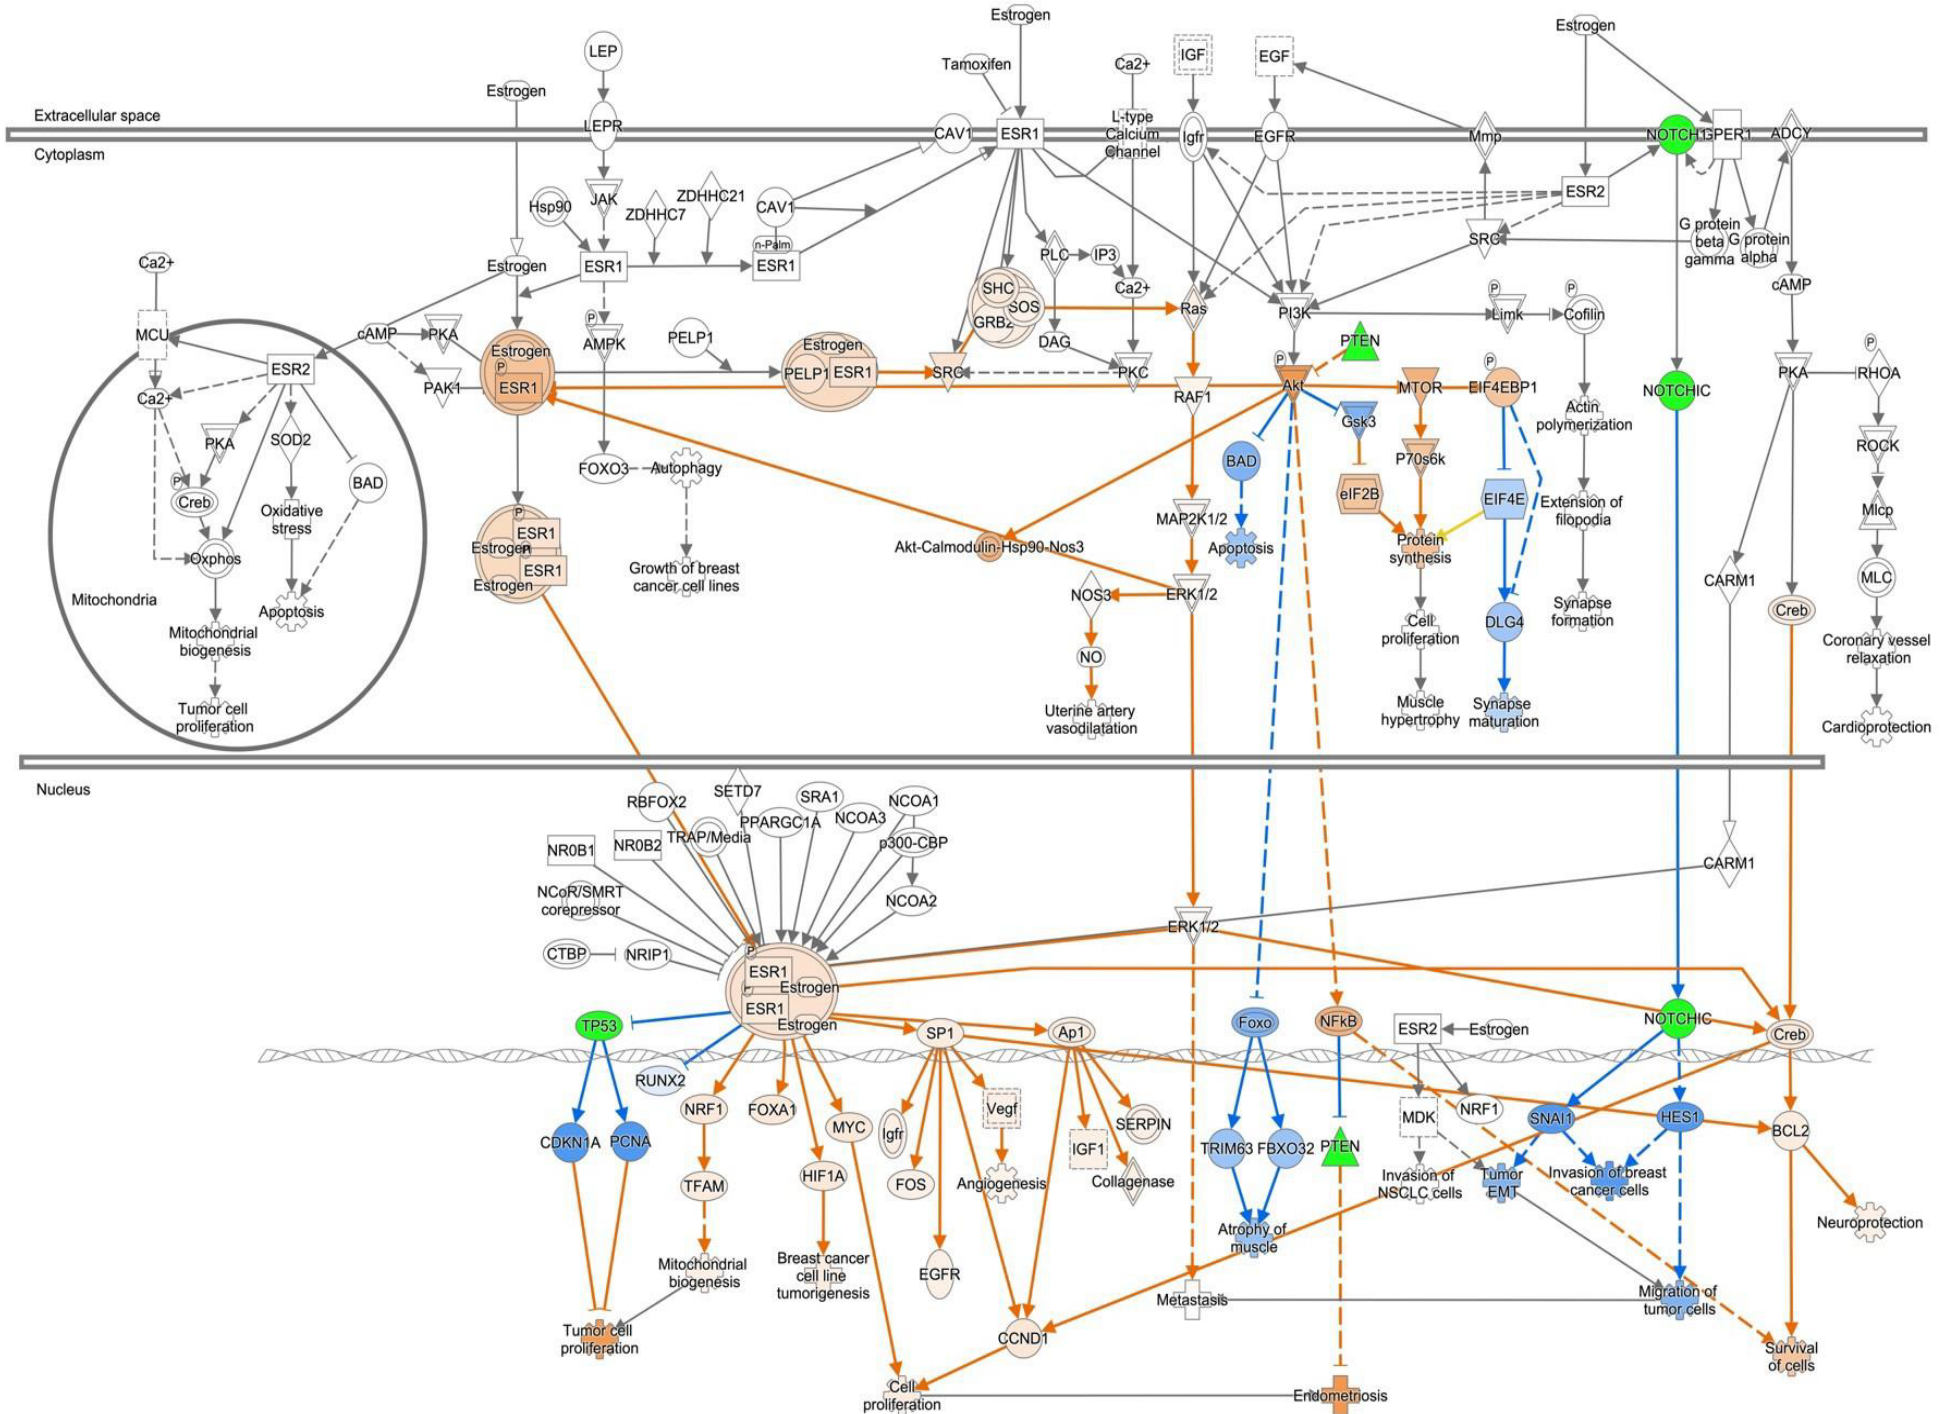 Estrogen
LEP
Tamoxifen
Estrogen
Ca2+
IGF
EGF
Estrogen
Estrogen
Extracellular space
LEPR
CAV1
ESR1
L-type
Calcium
Channel
Igfr
EGFR
Mmp
NOTCH1
GPER1
ADCY
Cytoplasm
Hsp90
JAK
ZDHHC7
ZDHHC21
CAV1
ESR2
SRC
G protein
beta
gamma
G protein
alpha
Ca2+
Estrogen
ESR1
n-Palm
ESR1
PLC
IP3
Ca2+
cAMP
SHC
SOS
GRB2
Ras
PI3K
P
Limk
P
Cofilin
MCU
cAMP
PKA
P
AMPK
PELP1
DAG
PTEN
P
RHOA
ESR2
Ca2+
PAK1
Estrogen
P
ESR1
Estrogen
PELP1
ESR1
SRC
PKC
RAF1
P
Akt
MTOR
P
EIF4EBP1
PKA
NOTCHIC
Gsk3
Actin
polymerization
PKA
SOD2
BAD
P
Creb
Oxidative
stress
Oxphos
FOXO3
Autophagy
BAD
P70s6k
eIF2B
EIF4E
Extension of
filopodia
ROCK
Mlcp
P
ESR1
Estrogen
P
ESR1
Estrogen
MAP2K1/2
Akt-Calmodulin-Hsp90-Nos3
Apoptosis
Protein
synthesis
Growth of breast
cancer cell lines
Mitochondria
Apoptosis
NOS3
ERK1/2
CARM1
MLC
Creb
Synapse
formation
DLG4
Cell
proliferation
Mitochondrial
biogenesis
NO
Coronary vessel
relaxation
Tumor cell
proliferation
Uterine artery
vasodilatation
Muscle
hypertrophy
Synapse
maturation
Cardioprotection
Nucleus
RBFOX2
SETD7
SRA1
NCOA1
PPARGC1A
NCOA3
NR0B1
NR0B2
TRAP/Media
p300-CBP
CARM1
NCoR/SMRT
corepressor
NCOA2
ERK1/2
CTBP
NRIP1
P
ESR1
Estrogen
ESR1
Estrogen
TP53
SP1
Ap1
Foxo
NFkB
ESR2
Estrogen
NOTCHIC
Creb
RUNX2
NRF1
FOXA1
MYC
Igfr
Vegf
IGF1
SERPIN
MDK
NRF1
SNAI1
HES1
BCL2
CDKN1A
PCNA
TRIM63
FBXO32
PTEN
TFAM
HIF1A
FOS
Angiogenesis
Collagenase
Invasion of
NSCLC cells
Tumor
EMT
Invasion of breast
cancer cells
Neuroprotection
Atrophy of
muscle
Mitochondrial
biogenesis
Breast cancer
cell line
tumorigenesis
EGFR
Metastasis
Migration of
tumor cells
Tumor cell
proliferation
CCND1
Survival
of cells
Cell
proliferation
Endometriosis